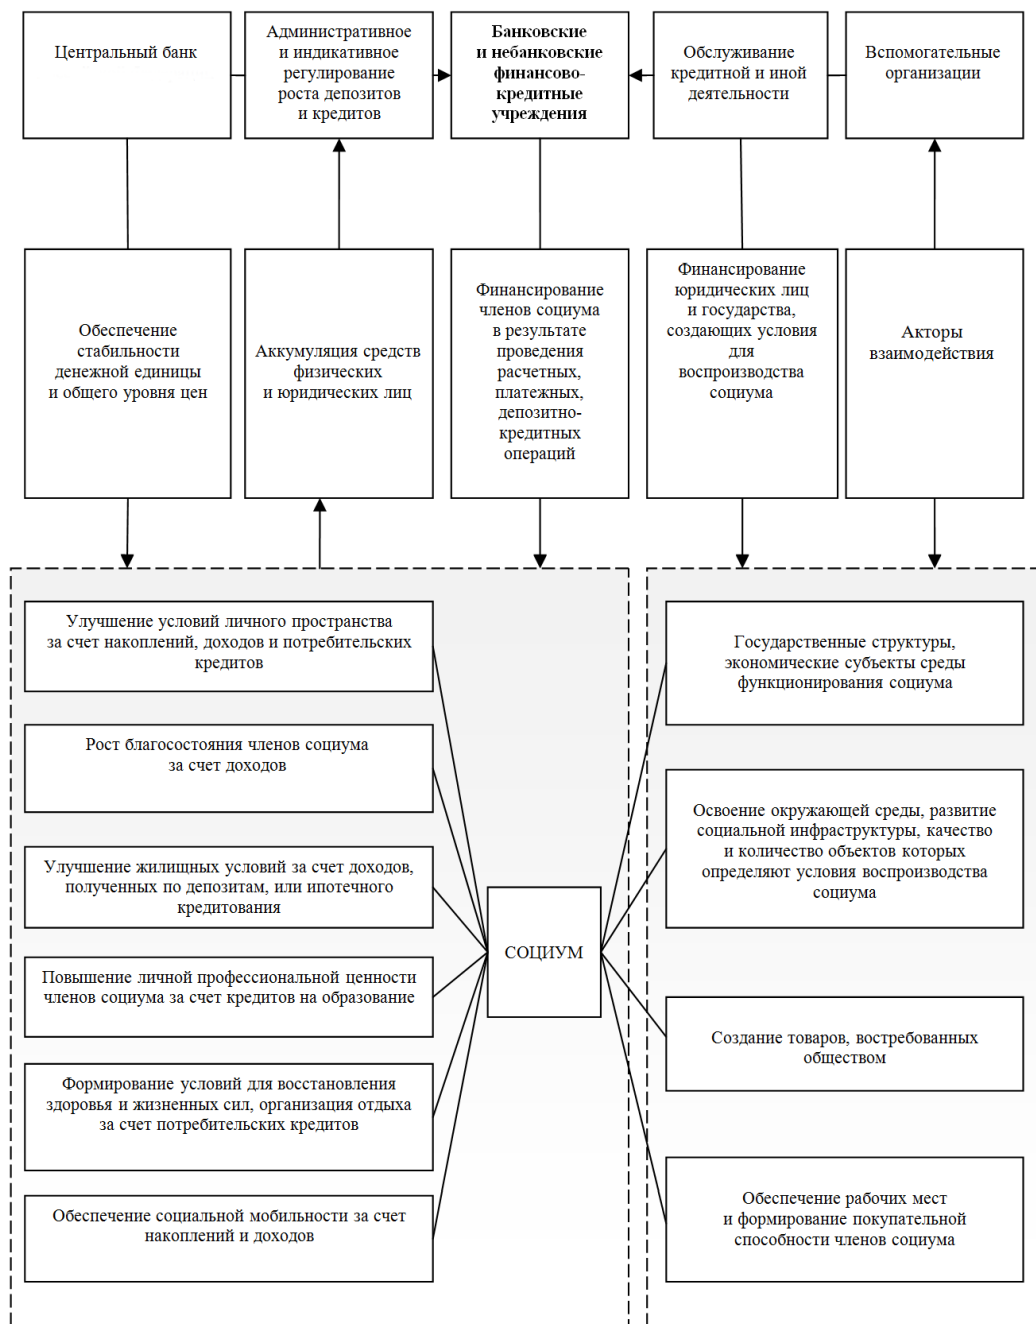 Центральный банк
Административное
и индикативное
регулирование
роста депозитов
и кредитов
Банковские
и небанковские
финансово-
кредитные
учреждения
Обслуживание
кредитной и иной
деятельности
Вспомогательные
организации
Обеспечение
стабильности
денежной единицы
и общего уровня цен
Аккумуляция средств
физических
и юридических лиц
Финансирование
членов социума
в результате
проведения
расчетных,
платежных,
депозитно-
кредитных
операций
Финансирование
юридических лиц
и государства,
создающих условия
для
воспроизводства
социума
Акторы
взаимодействия
Улучшение условий личного пространства
за счет накоплений, доходов и потребительских
кредитов
Рост благосостояния членов социума
за счет доходов
Улучшение жилищных условий за счет доходов,
полученных по депозитам, или ипотечного
кредитования
Повышение личной профессиональной ценности
членов социума за счет кредитов на образование
Формирование условий для восстановления
здоровья и жизненных сил, организация отдыха
за счет потребительских кредитов
Обеспечение социальной мобильности за счет
накоплений и доходов
СОЦИУМ
Государственные структуры,
экономические субъекты среды
функционирования социума
Освоение окружающей среды, развитие
социальной инфраструктуры, качество
и количество объектов которых
определяют условия воспроизводства
социума
Создание товаров, востребованных
обществом
Обеспечение рабочих мест
и формирование покупательной
способности членов социума